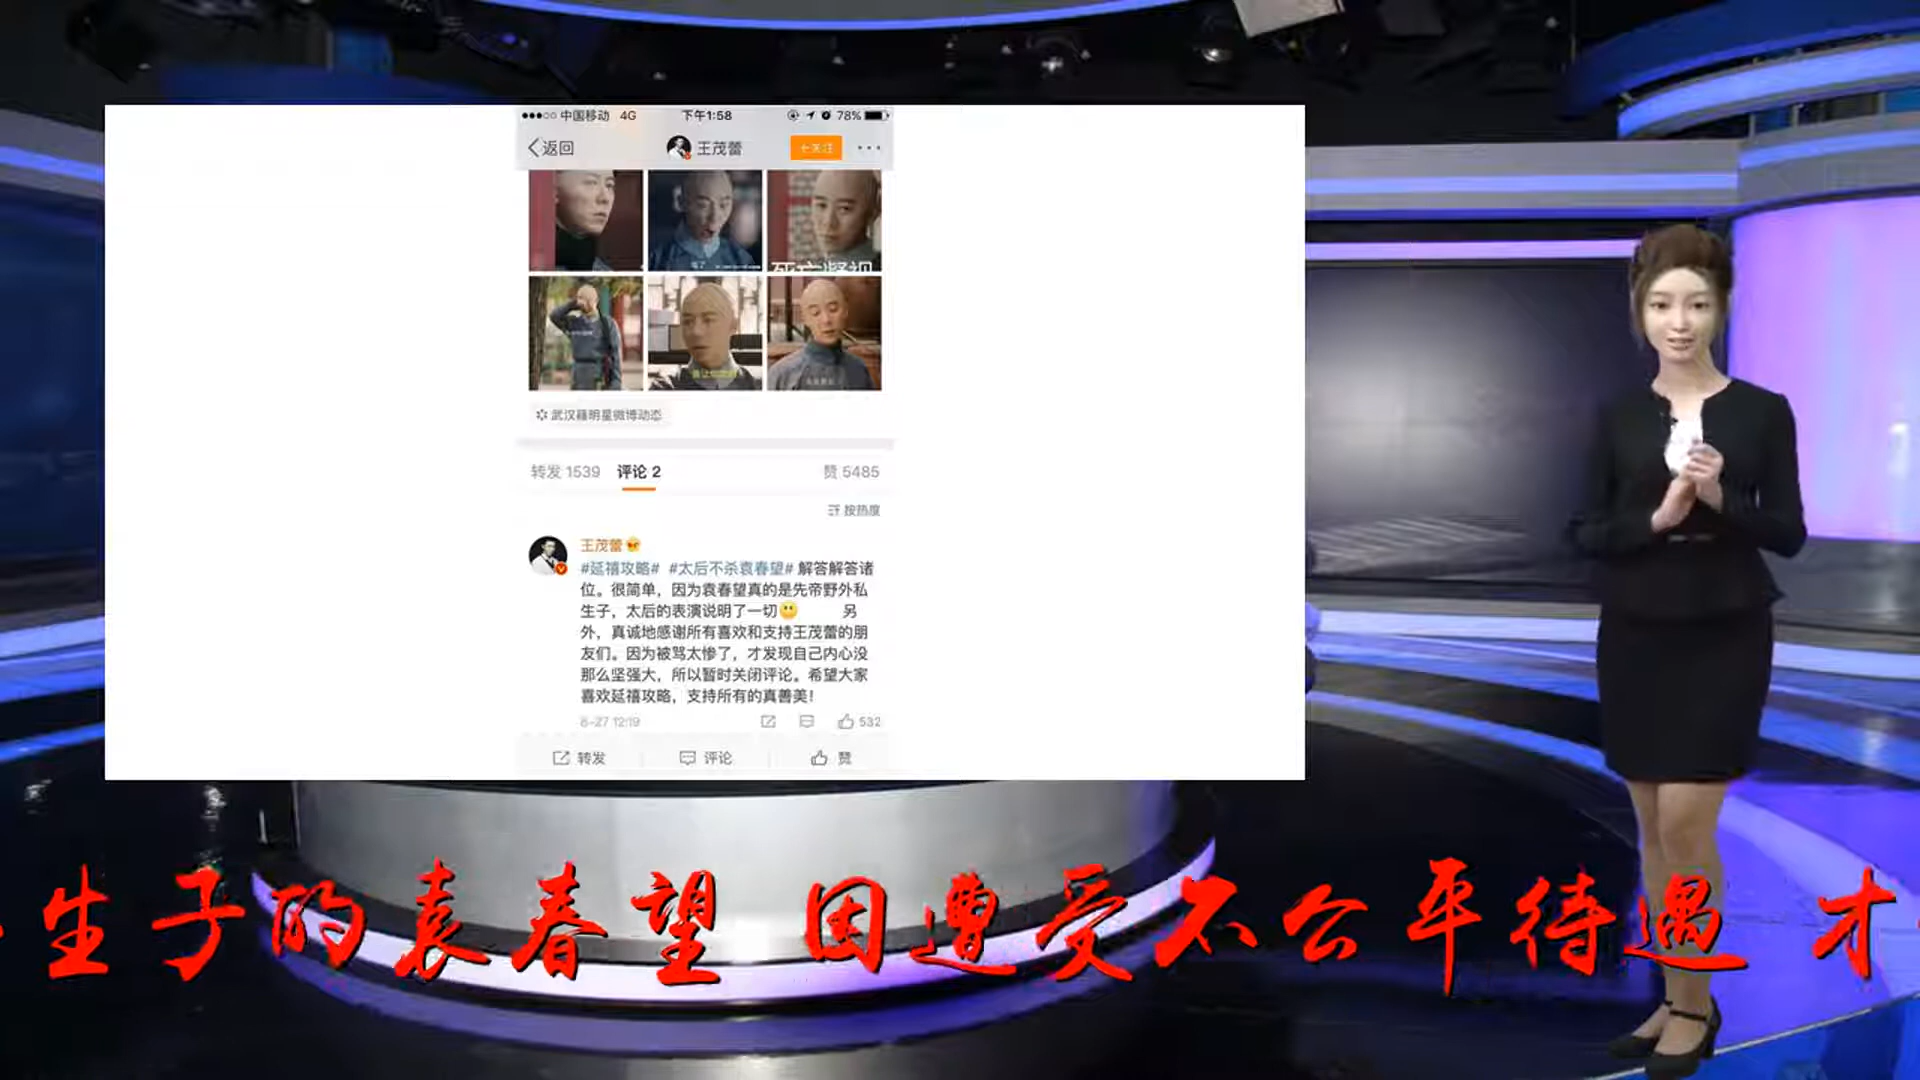 中国移动 4G 下午1:58 78%
返回 王茂蕾 +关注
死亡凝视
武汉籍明星微博动态
转发 1539 评论 2 赞 5485
按热度
王茂蕾
#延禧攻略# #太后不杀袁春望# 解答解答诸
位。很简单，因为袁春望真的是先帝野外私
生子，太后的表演说明了一切 另
外，真诚地感谢所有喜欢和支持王茂蕾的朋
友们。因为被骂太惨了，才发现自己内心没
那么坚强大，所以暂时关闭评论。希望大家
喜欢延禧攻略，支持所有的真善美！
8-27 12:19 532
转发 评论 赞
生子的袁春望 因遭受不公平待遇 才